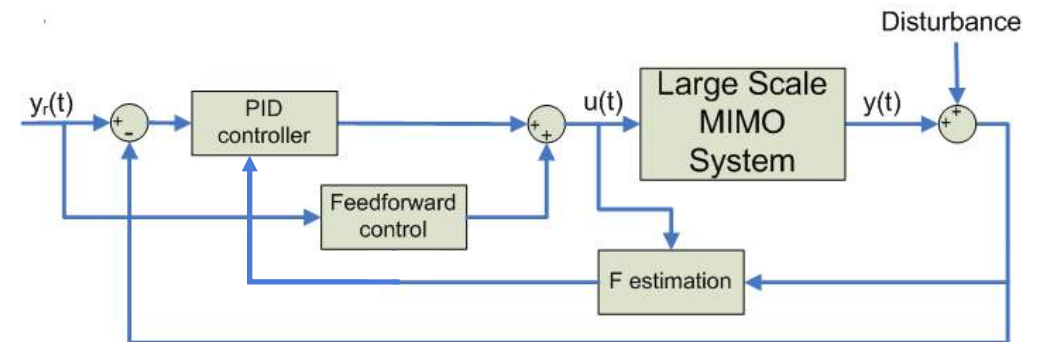 Disturbance
yᵣ(t)
+
-
PID
controller
+
+
u(t)
Large Scale
MIMO
System
y(t)
+
+
Feedforward
control
F estimation